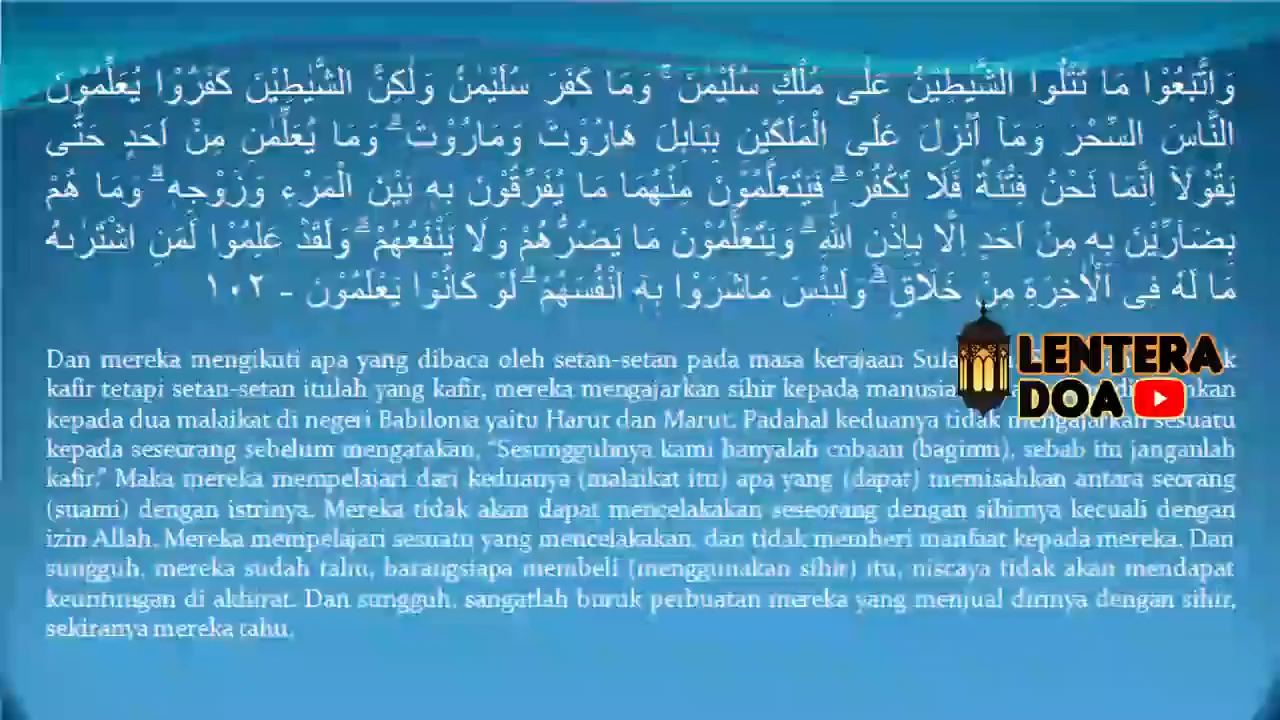 وَاتَّبَعُوْا مَا تَتْلُوا الشَّيٰطِيْنُ عَلٰى مُلْكِ سُلَيْمٰنَ ۚ وَمَا كَفَرَ سُلَيْمٰنُ وَلٰكِنَّ الشَّيٰطِيْنَ كَفَرُوْا يُعَلِّمُوْنَ
النَّاسَ السِّحْرَ وَمَآ اُنْزِلَ عَلَى الْمَلَكَيْنِ بِبَابِلَ هَارُوْتَ وَمَارُوْتَ ۗ وَمَا يُعَلِّمٰنِ مِنْ اَحَدٍ حَتّٰى
يَقُوْلَآ اِنَّمَا نَحْنُ فِتْنَةٌ فَلَا تَكْفُرْ ۗ فَيَتَعَلَّمُوْنَ مِنْهُمَا مَا يُفَرِّقُوْنَ بِهٖ بَيْنَ الْمَرْءِ وَزَوْجِهٖ ۗ وَمَا هُمْ
بِضَاۤرِّيْنَ بِهٖ مِنْ اَحَدٍ اِلَّا بِاِذْنِ اللّٰهِ ۗ وَيَتَعَلَّمُوْنَ مَا يَضُرُّهُمْ وَلَا يَنْفَعُهُمْ ۗ وَلَقَدْ عَلِمُوْا لَمَنِ اشْتَرٰىهُ
مَا لَهٗ فِى الْاٰخِرَةِ مِنْ خَلَاقٍ ۗ وَلَبِئْسَ مَاشَرَوْا بِهٖٓ اَنْفُسَهُمْ ۗ لَوْ كَانُوْا يَعْلَمُوْنَ - ١٠٢
Dan mereka mengikuti apa yang dibaca oleh setan-setan pada masa kerajaan
kafir tetapi setan-setan itulah yang kafir, mereka mengajarkan sihir kepada manusia
kepada dua malaikat di negeri Babilonia yaitu Harut dan Marut. Padahal keduanya tidak mengajarkan sesuatu
kepada seseorang sebelum mengatakan, “Sesungguhnya kami hanyalah cobaan (bagimu), sebab itu janganlah
kafir.” Maka mereka mempelajari dari keduanya (malaikat itu) apa yang (dapat) memisahkan antara seorang
(suami) dengan istrinya. Mereka tidak akan dapat mencelakakan seseorang dengan sihirnya kecuali dengan
izin Allah. Mereka mempelajari sesuatu yang mencelakakan, dan tidak memberi manfaat kepada mereka. Dan
sungguh, mereka sudah tahu, barangsiapa membeli (menggunakan sihir) itu, niscaya tidak akan mendapat
keuntungan di akhirat. Dan sungguh, sangatlah buruk perbuatan mereka yang menjual dirinya dengan sihir,
sekiranya mereka tahu.
LENTERA
DOA